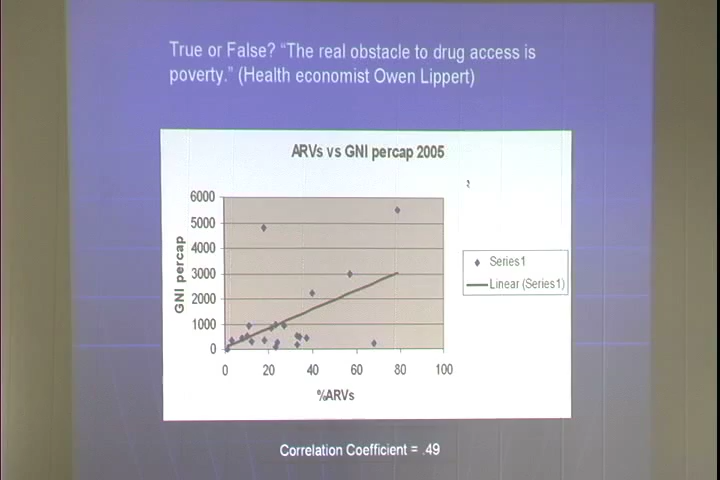 True or False? “The real obstacle to drug access is
poverty.” (Health economist Owen Lippert)
ARVs vs GNI percap 2005
6000
5000
4000
3000
2000
1000
0
GNI percap
0 20 40 60 80 100
%ARVs
Series1
Linear (Series1)
Correlation Coefficient = .49